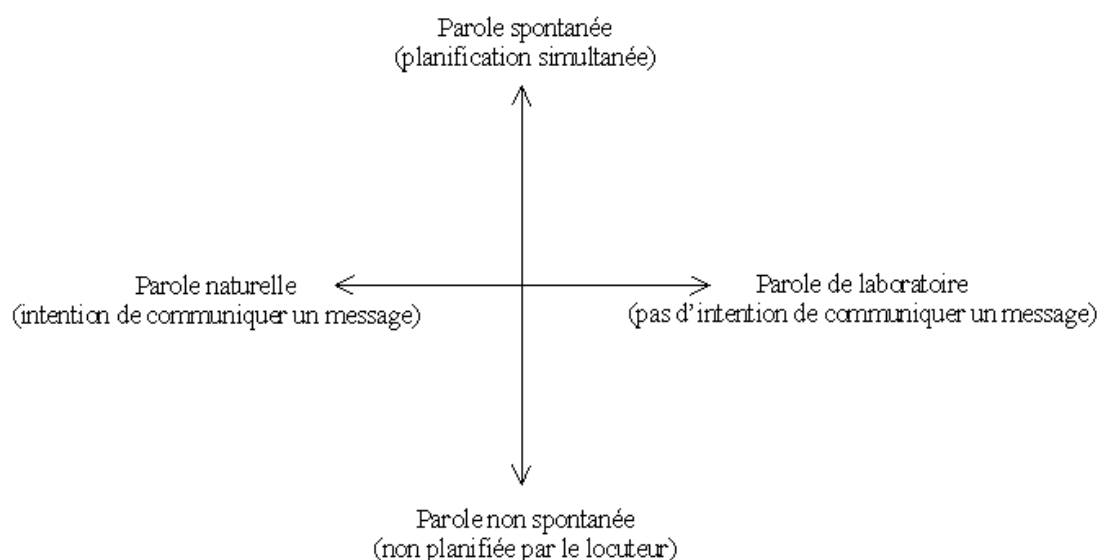 Parole spontanée
(planification simultanée)
Parole naturelle
(intention de communiquer un message)
Parole de laboratoire
(pas d'intention de communiquer un message)
Parole non spontanée
(non planifiée par le locuteur)